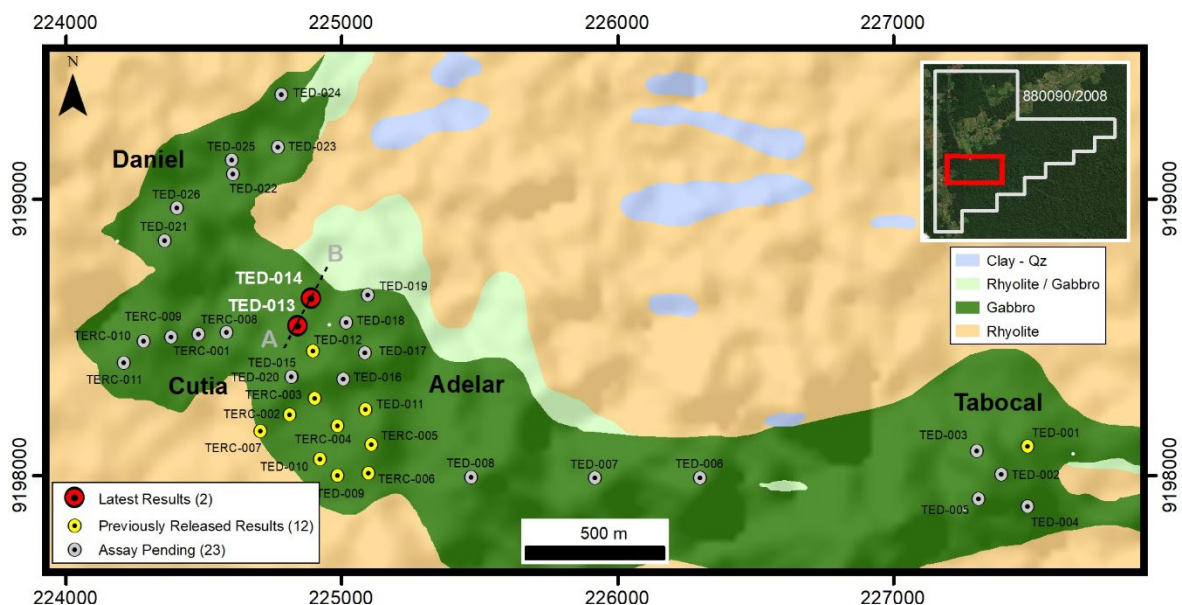 224000
225000
226000
227000
N
880090/2008
TED-024
Daniel
TED-025
TED-023
TED-022
9199000
9199000
TED-026
TED-021
Clay - Qz
Rhyolite / Gabbro
Gabbro
Rhyolite
B
TED-014
TED-019
TED-013
TERC-009
TERC-008
TED-018
TERC-010
TERC-001
A
TED-012
TERC-011
TED-015
TED-017
Cutia
TED-020
TED-016
Adelar
TERC-003
TED-011
Tabocal
TERC-002
TERC-004
TERC-005
TED-003
TED-001
TERC-007
TED-010
TERC-006
TED-008
TED-007
TED-006
TED-002
TED-009
9198000
9198000
TED-005
TED-004
Latest Results (2)
Previously Released Results (12)
Assay Pending (23)
500 m
224000
225000
226000
227000